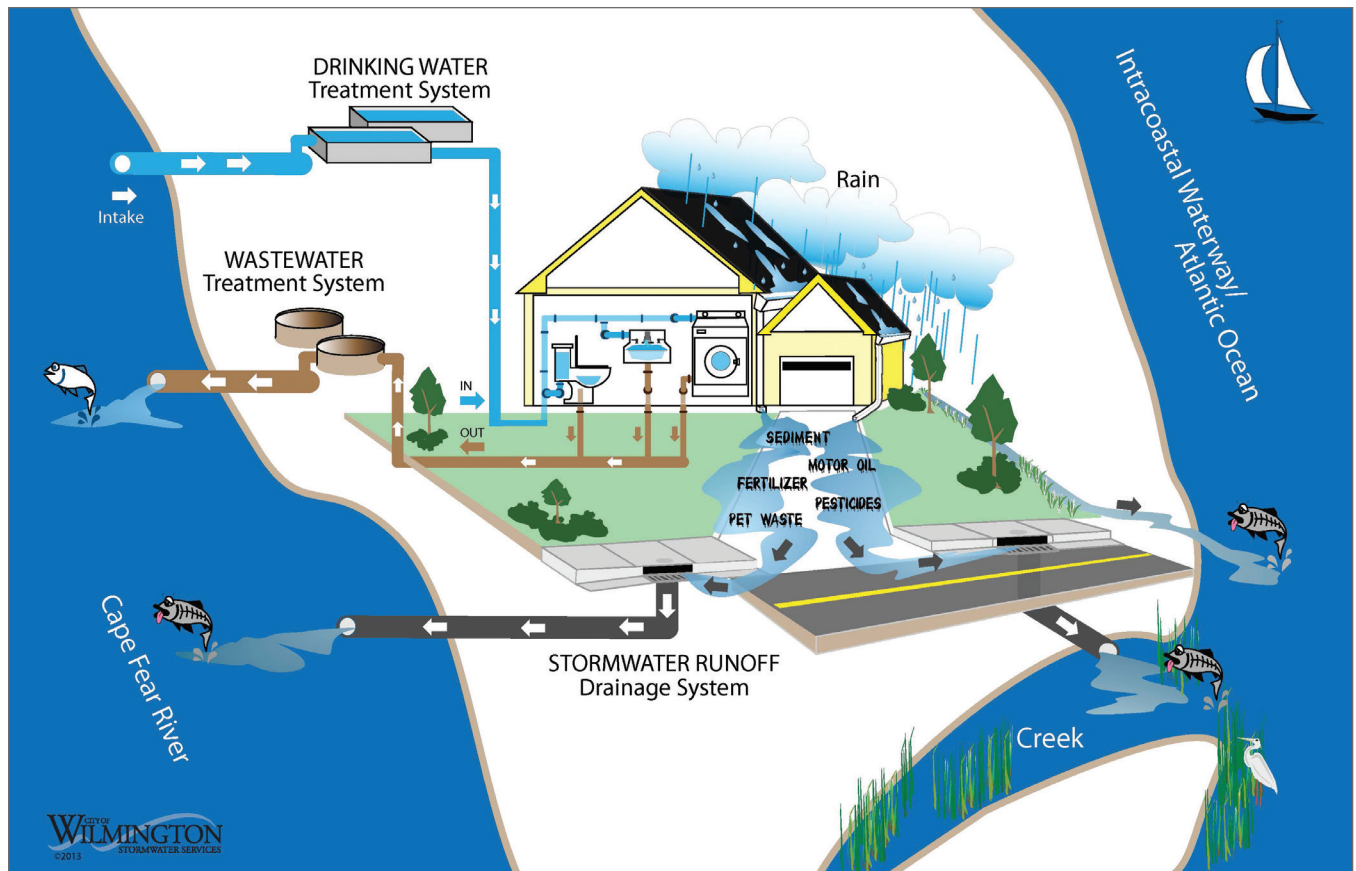 DRINKING WATER
Treatment System
Intake
WASTEWATER
Treatment System
Rain
Intracoastal Waterway/
Atlantic Ocean
IN
OUT
SEDIMENT
MOTOR OIL
FERTILIZER
PESTICIDES
PET WASTE
STORMWATER RUNOFF
Drainage System
Cape Fear River
Creek
CITY OF
WILMINGTON
STORMWATER SERVICES
©2013